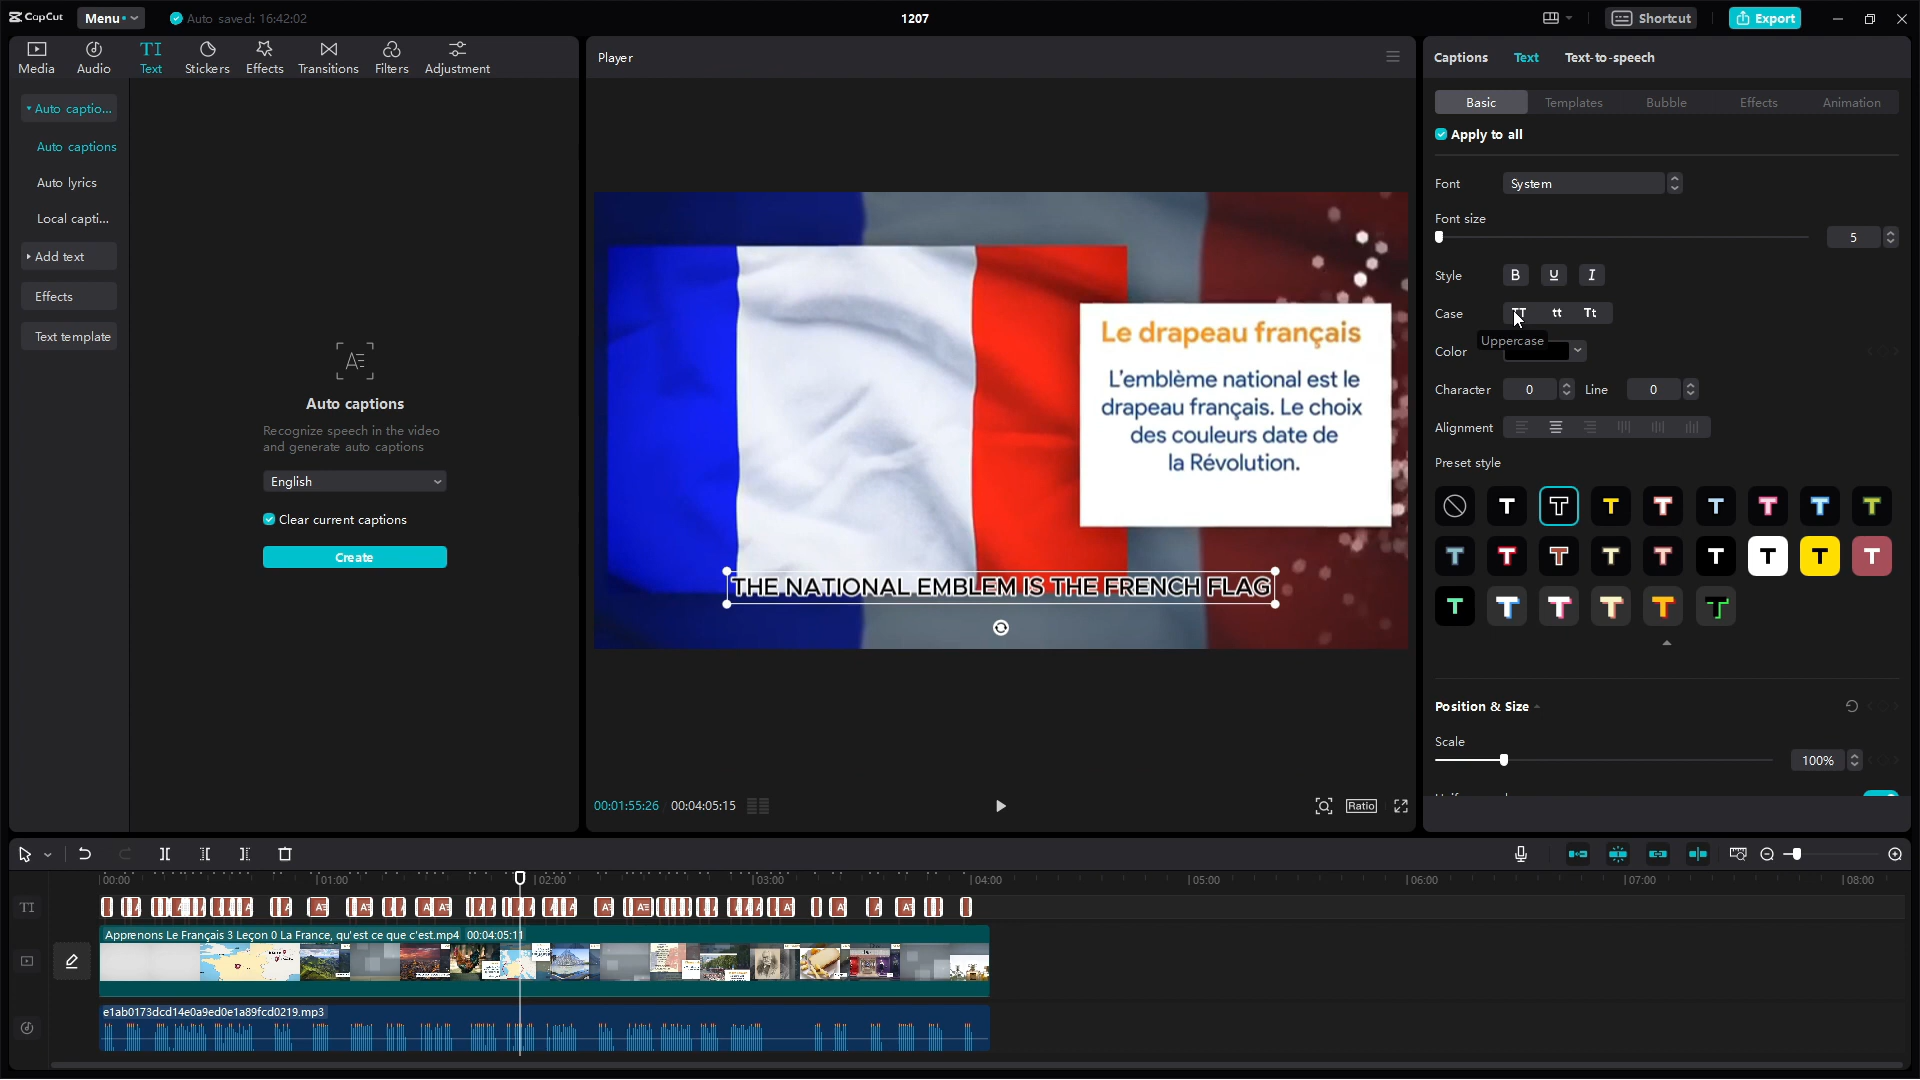 CapCut
Menu
Auto saved: 16:42:02
1207
Shortcut
Export
Media
Audio
TI
Text
Stickers
Effects
Transitions
Filters
Adjustment
Player
Captions
Text
Text-to-speech
Auto captio...
Auto captions
Auto lyrics
Local capti...
Add text
Effects
Text template
Auto captions
Recognize speech in the video
and generate auto captions
English
Clear current captions
Create
Le drapeau français
L'emblème national est le
drapeau français. Le choix
des couleurs date de
la Révolution.
THE NATIONAL EMBLEM IS THE FRENCH FLAG
00:01:55:26
00:04:05:15
Ratio
Basic
Templates
Bubble
Effects
Animation
Apply to all
Font
System
Font size
5
Style
B
U
I
Case
TT
tt
Tt
Uppercase
Color
Character
0
Line
0
Alignment
Preset style
Position & Size
Scale
100%
00:00
01:00
02:00
03:00
04:00
05:00
06:00
07:00
08:00
TI
Apprenons Le Français 3 Leçon 0 La France, qu'est ce que c'est.mp4
00:04:05:11
e1ab0173dcd14e0a9ed0e1a89fcd0219.mp3